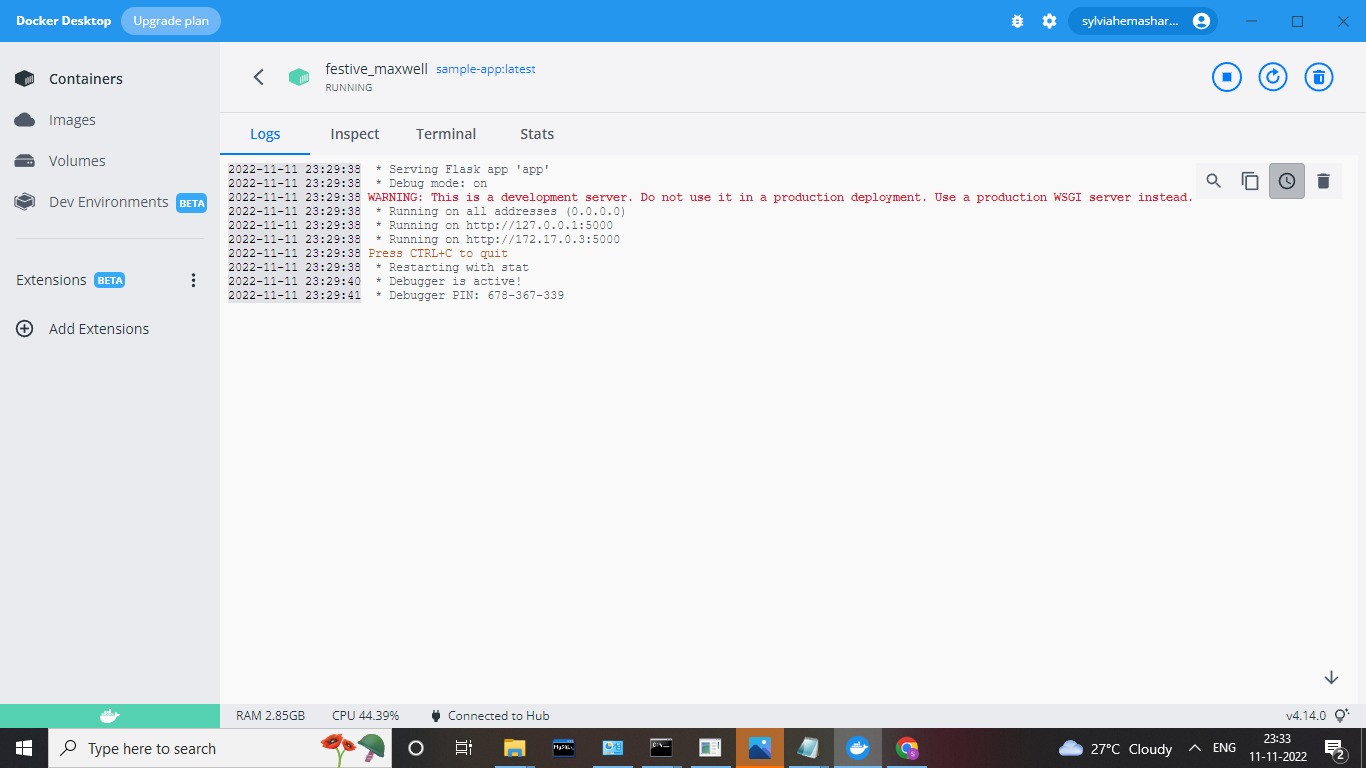 Docker Desktop Upgrade plan sylviahemashar...
Containers
Images
Volumes
Dev Environments BETA
Extensions BETA
Add Extensions
festive_maxwell sample-app:latest
RUNNING
Logs Inspect Terminal Stats
2022-11-11 23:29:38 * Serving Flask app 'app'
2022-11-11 23:29:38 * Debug mode: on
2022-11-11 23:29:38 WARNING: This is a development server. Do not use it in a production deployment. Use a production WSGI server instead.
2022-11-11 23:29:38 * Running on all addresses (0.0.0.0)
2022-11-11 23:29:38 * Running on http://127.0.0.1:5000
2022-11-11 23:29:38 * Running on http://172.17.0.3:5000
2022-11-11 23:29:38 Press CTRL+C to quit
2022-11-11 23:29:38 * Restarting with stat
2022-11-11 23:29:40 * Debugger is active!
2022-11-11 23:29:41 * Debugger PIN: 678-367-339
RAM 2.85GB CPU 44.39% Connected to Hub v4.14.0
Type here to search 27°C Cloudy ENG 23:33
11-11-2022 2